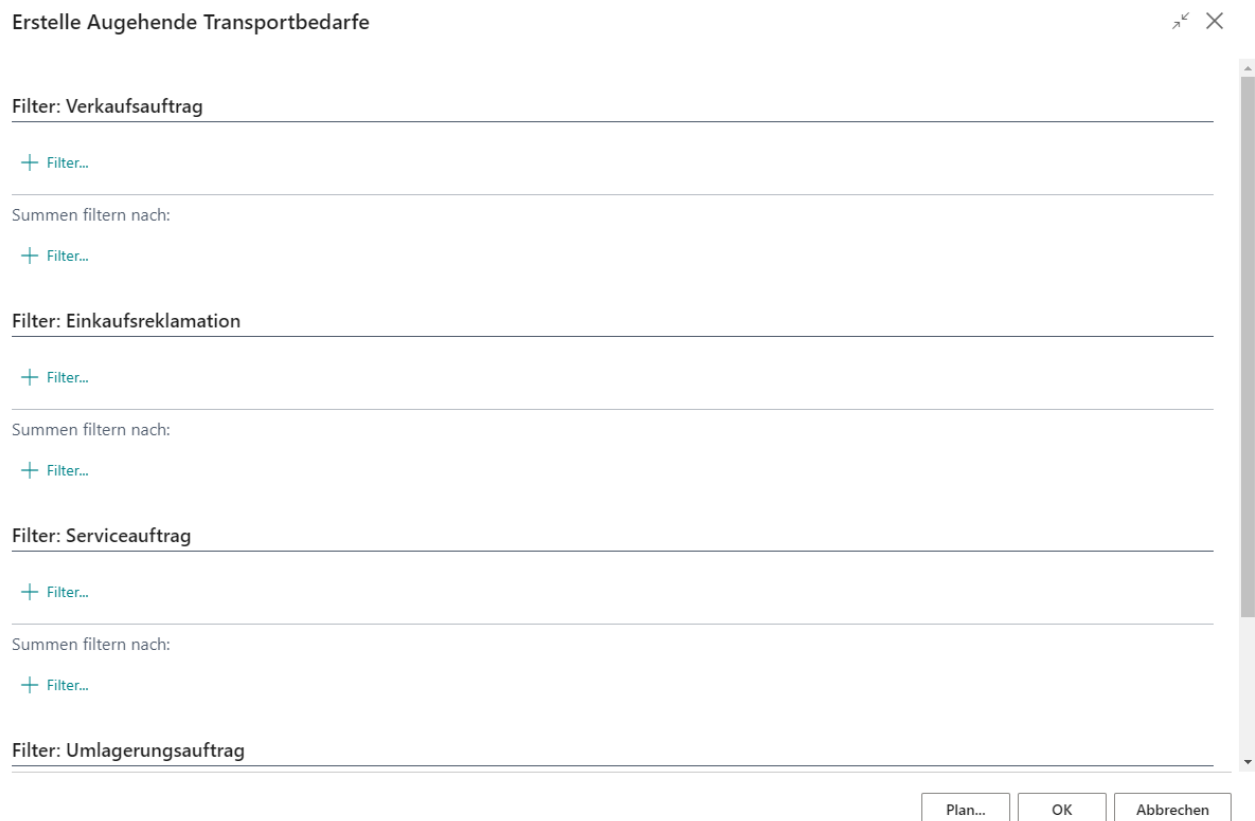 Erstelle Augehende Transportbedarfe
Filter: Verkaufsauftrag
Filter...
Summen filtern nach:
Filter...
Filter: Einkaufsreklamation
Filter...
Summen filtern nach:
Filter...
Filter: Serviceauftrag
Filter...
Summen filtern nach:
Filter...
Filter: Umlagerungsauftrag
Plan... OK Abbrechen